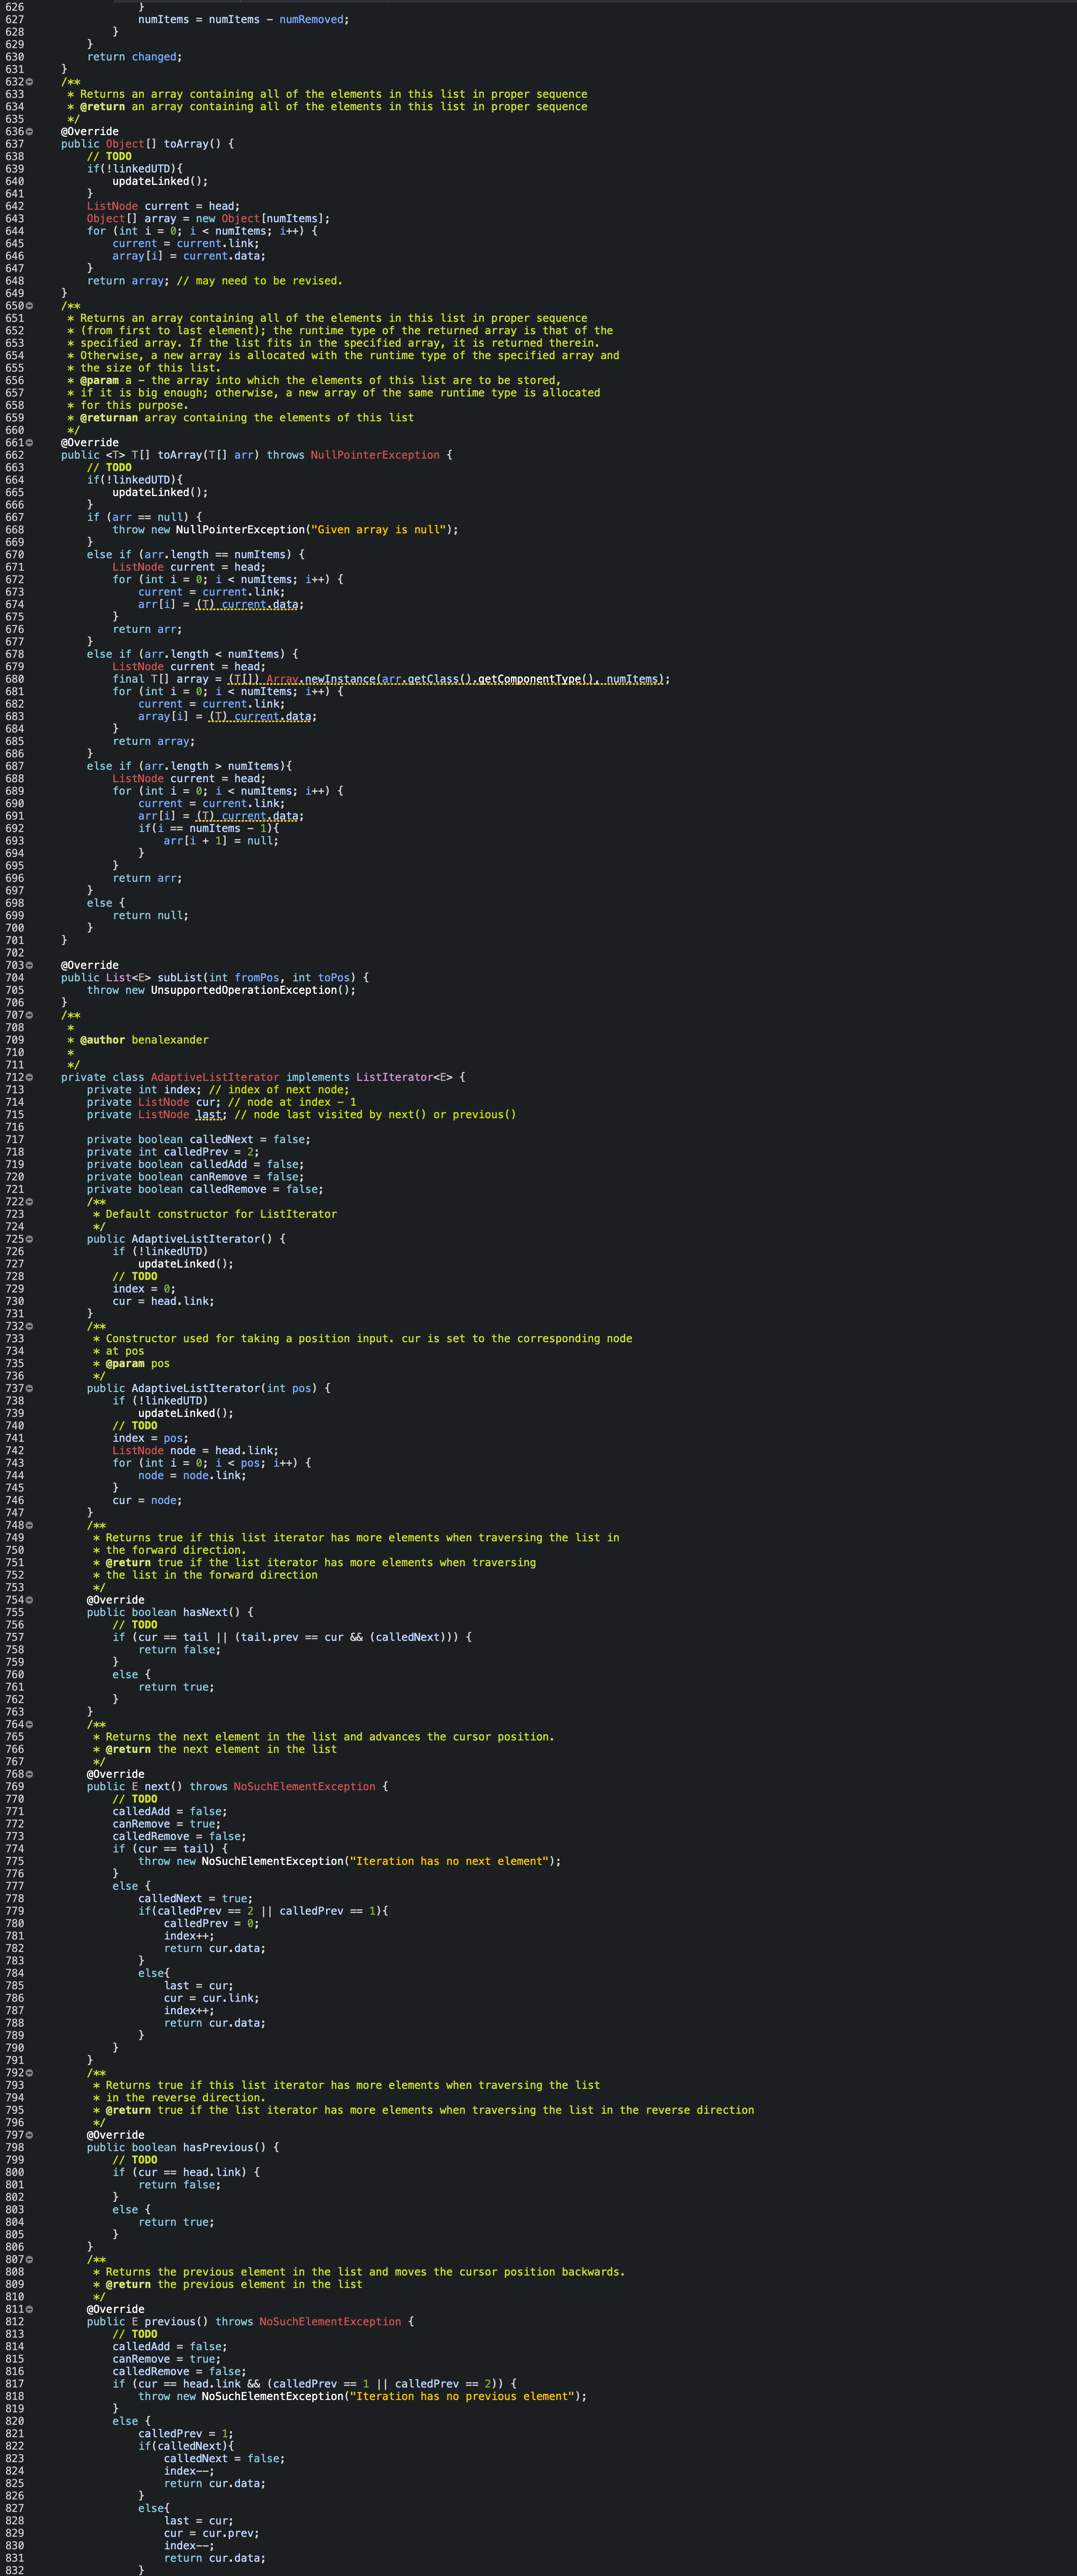 626 }
627 numItems = numItems - numRemoved;
628 }
629 }
630 return changed;
631 }
632 /**
633 * Returns an array containing all of the elements in this list in proper sequence
634 * @return an array containing all of the elements in this list in proper sequence
635 */
636 @Override
637 public Object[] toArray() {
638 // TODO
639 if(!linkedUTD){
640 updateLinked();
641 }
642 ListNode current = head;
643 Object[] array = new Object[numItems];
644 for (int i = 0; i < numItems; i++) {
645 current = current.link;
646 array[i] = current.data;
647 }
648 return array; // may need to be revised.
649 }
650 /**
651 * Returns an array containing all of the elements in this list in proper sequence
652 * (from first to last element); the runtime type of the returned array is that of the
653 * specified array. If the list fits in the specified array, it is returned therein.
654 * Otherwise, a new array is allocated with the runtime type of the specified array and
655 * the size of this list.
656 * @param a - the array into which the elements of this list are to be stored,
657 * if it is big enough; otherwise, a new array of the same runtime type is allocated
658 * for this purpose.
659 * @returnan array containing the elements of this list
660 */
661 @Override
662 public <T> T[] toArray(T[] arr) throws NullPointerException {
663 // TODO
664 if(!linkedUTD){
665 updateLinked();
666 }
667 if (arr == null) {
668 throw new NullPointerException("Given array is null");
669 }
670 else if (arr.length == numItems) {
671 ListNode current = head;
672 for (int i = 0; i < numItems; i++) {
673 current = current.link;
674 arr[i] = (T) current.data;
675 }
676 return arr;
677 }
678 else if (arr.length < numItems) {
679 ListNode current = head;
680 final T[] array = (T[]) Array.newInstance(arr.getClass().getComponentType(), numItems);
681 for (int i = 0; i < numItems; i++) {
682 current = current.link;
683 array[i] = (T) current.data;
684 }
685 return array;
686 }
687 else if (arr.length > numItems){
688 ListNode current = head;
689 for (int i = 0; i < numItems; i++) {
690 current = current.link;
691 arr[i] = (T) current.data;
692 if(i == numItems - 1){
693 arr[i + 1] = null;
694 }
695 }
696 return arr;
697 }
698 else {
699 return null;
700 }
701 }
702
703 @Override
704 public List<E> subList(int fromPos, int toPos) {
705 throw new UnsupportedOperationException();
706 }
707 /**
708 *
709 * @author benalexander
710 *
711 */
712 private class AdaptiveListIterator implements ListIterator<E> {
713 private int index; // index of next node;
714 private ListNode cur; // node at index - 1
715 private ListNode last; // node last visited by next() or previous()
716
717 private boolean calledNext = false;
718 private int calledPrev = 2;
719 private boolean calledAdd = false;
720 private boolean canRemove = false;
721 private boolean calledRemove = false;
722 /**
723 * Default constructor for ListIterator
724 */
725 public AdaptiveListIterator() {
726 if (!linkedUTD)
727 updateLinked();
728 // TODO
729 index = 0;
730 cur = head.link;
731 }
732 /**
733 * Constructor used for taking a position input. cur is set to the corresponding node
734 * at pos
735 * @param pos
736 */
737 public AdaptiveListIterator(int pos) {
738 if (!linkedUTD)
739 updateLinked();
740 // TODO
741 index = pos;
742 ListNode node = head.link;
743 for (int i = 0; i < pos; i++) {
744 node = node.link;
745 }
746 cur = node;
747 }
748 /**
749 * Returns true if this list iterator has more elements when traversing the list in
750 * the forward direction.
751 * @return true if the list iterator has more elements when traversing
752 * the list in the forward direction
753 */
754 @Override
755 public boolean hasNext() {
756 // TODO
757 if (cur == tail || (tail.prev == cur && (calledNext))) {
758 return false;
759 }
760 else {
761 return true;
762 }
763 }
764 /**
765 * Returns the next element in the list and advances the cursor position.
766 * @return the next element in the list
767 */
768 @Override
769 public E next() throws NoSuchElementException {
770 // TODO
771 calledAdd = false;
772 canRemove = true;
773 calledRemove = false;
774 if (cur == tail) {
775 throw new NoSuchElementException("Iteration has no next element");
776 }
777 else {
778 calledNext = true;
779 if(calledPrev == 2 || calledPrev == 1){
780 calledPrev = 0;
781 index++;
782 return cur.data;
783 }
784 else{
785 last = cur;
786 cur = cur.link;
787 index++;
788 return cur.data;
789 }
790 }
791 }
792 /**
793 * Returns true if this list iterator has more elements when traversing the list
794 * in the reverse direction.
795 * @return true if the list iterator has more elements when traversing the list in the reverse direction
796 */
797 @Override
798 public boolean hasPrevious() {
799 // TODO
800 if (cur == head.link) {
801 return false;
802 }
803 else {
804 return true;
805 }
806 }
807 /**
808 * Returns the previous element in the list and moves the cursor position backwards.
809 * @return the previous element in the list
810 */
811 @Override
812 public E previous() throws NoSuchElementException {
813 // TODO
814 calledAdd = false;
815 canRemove = true;
816 calledRemove = false;
817 if (cur == head.link && (calledPrev == 1 || calledPrev == 2)) {
818 throw new NoSuchElementException("Iteration has no previous element");
819 }
820 else {
821 calledPrev = 1;
822 if(calledNext){
823 calledNext = false;
824 index--;
825 return cur.data;
826 }
827 else{
828 last = cur;
829 cur = cur.prev;
830 index--;
831 return cur.data;
832 }